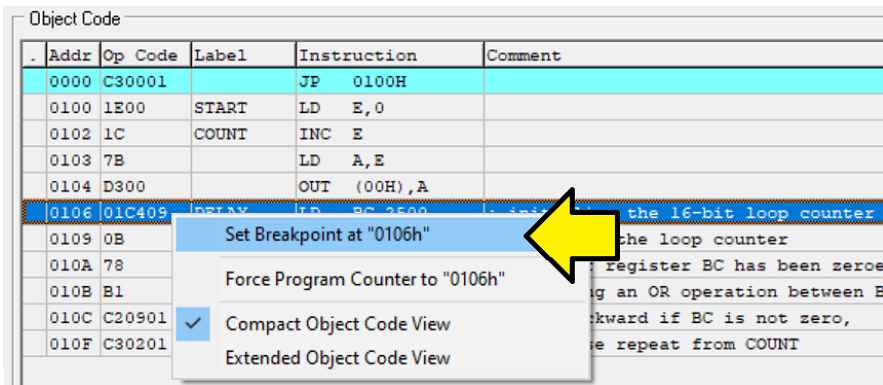 Object Code
. Addr Op Code Label Instruction Comment
0000 C30001 JP 0100H
0100 1E00 START LD E,0
0102 1C COUNT INC E
0103 7B LD A,E
0104 D300 OUT (00H),A
0106 01C409 DELAY LD BC,2500 ; the 16-bit loop counter
0109 0B the loop counter
010A 78 register BC has been zeroe
010B B1 an OR operation between B
010C C20901 if BC is not zero,
010F C30201 repeat from COUNT
Set Breakpoint at "0106h"
Force Program Counter to "0106h"
Compact Object Code View
Extended Object Code View